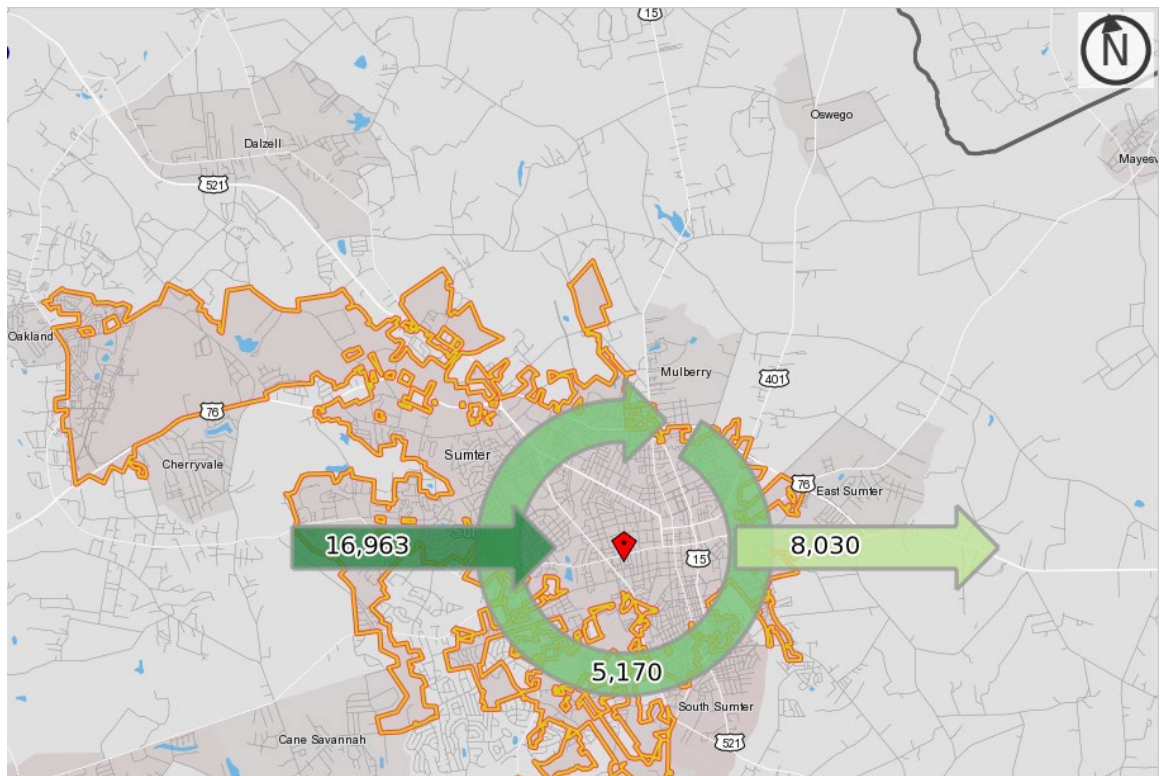 15
N
Oswego
Dalzell
Mayesv
521
Oakland
Mulberry
401
76
Cherryvale
Sumter
76
East Sumter
16,963
8,030
15
5,170
South Sumter
Cane Savannah
521